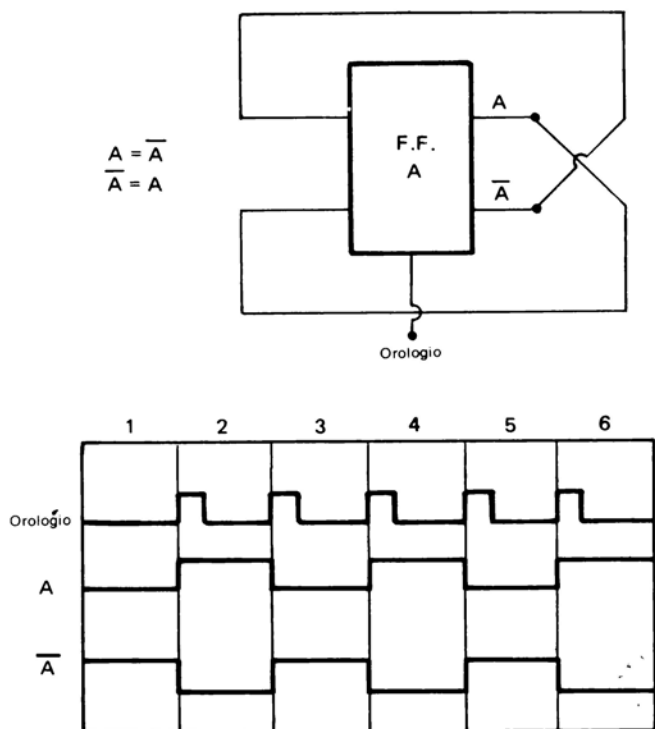 A
F.F.
A
A = A̅
A̅ = A
A̅
Orologio
1 2 3 4 5 6
Orologio
A
A̅